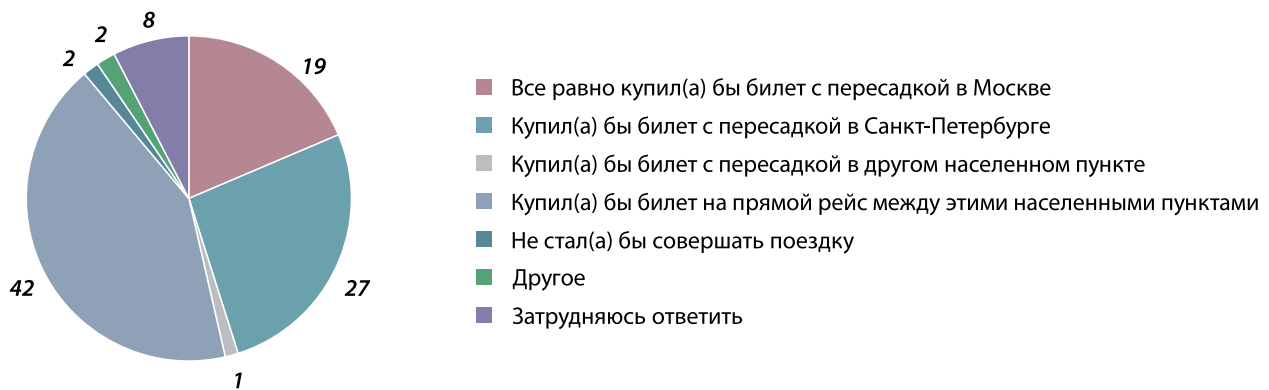 8
2
2
19
42
27
1
Все равно купил(а) бы билет с пересадкой в Москве
Купил(а) бы билет с пересадкой в Санкт-Петербурге
Купил(а) бы билет с пересадкой в другом населенном пункте
Купил(а) бы билет на прямой рейс между этими населенными пунктами
Не стал(а) бы совершать поездку
Другое
Затрудняюсь ответить